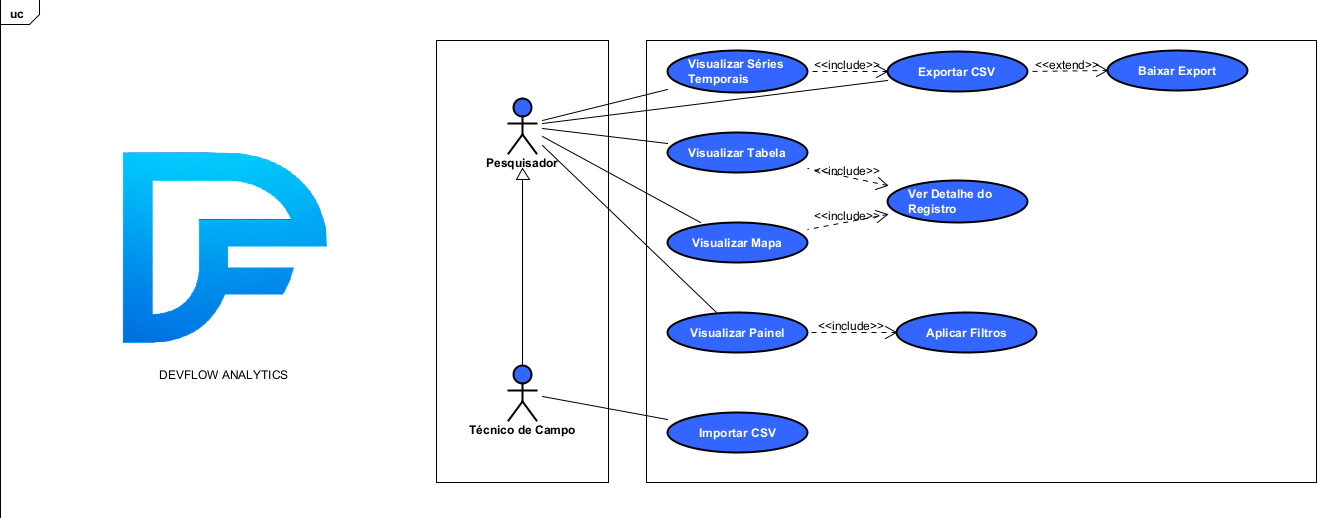 uc
Visualizar Séries
Temporais
<<include>>
Exportar CSV
<<extend>>
Baixar Export
Pesquisador
Visualizar Tabela
<<include>>
Ver Detalhe do
Registro
<<include>>
Visualizar Mapa
Visualizar Painel
<<include>>
Aplicar Filtros
DEVFLOW ANALYTICS
Técnico de Campo
Importar CSV